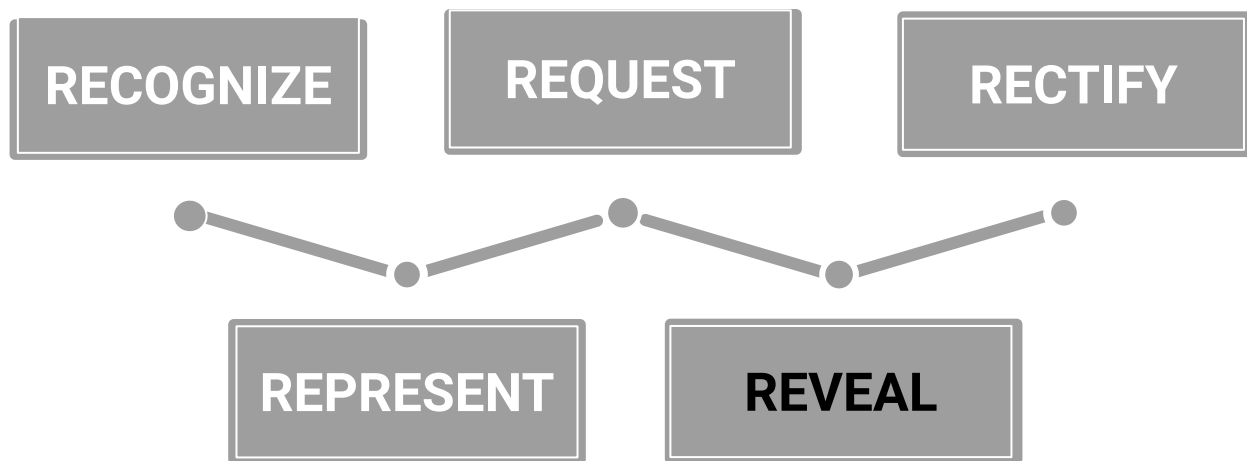 RECOGNIZE
REPRESENT
REQUEST
REVEAL
RECTIFY